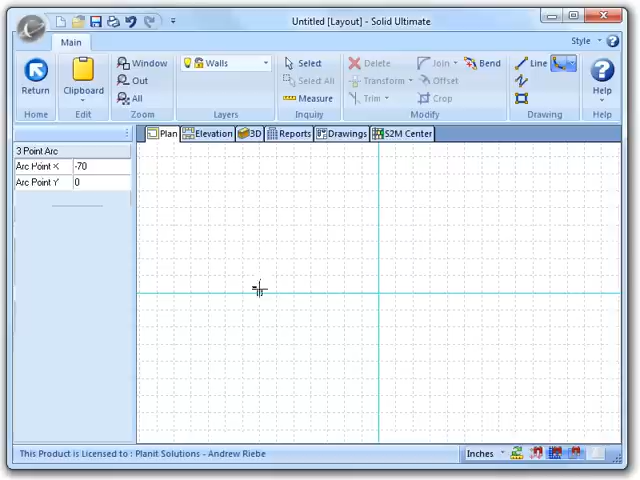 Untitled [Layout] - Solid Ultimate
Main
Style
Return
Home
Clipboard
Edit
Window
Out
All
Zoom
Walls
Layers
Select
Select All
Measure
Inquiry
Delete
Transform
Trim
Join
Offset
Crop
Bend
Modify
Line
Drawing
Help
Help
Plan
Elevation
3D
Reports
Drawings
S2M Center
3 Point Arc
Arc Point X -70
Arc Point Y 0
This Product is Licensed to : Planit Solutions - Andrew Riebe
Inches